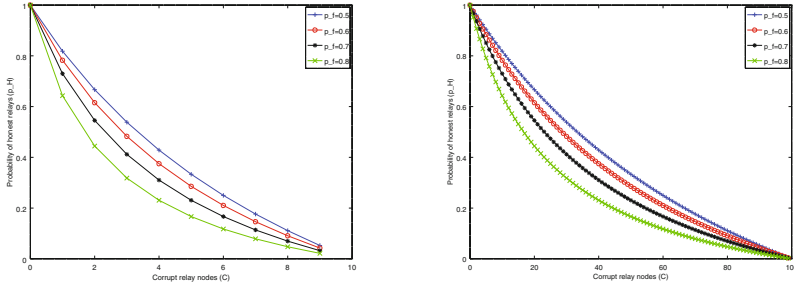 p_f=0.5
p_f=0.6
p_f=0.7
p_f=0.8
Probability of honest relays (p_H)
1
0.8
0.6
0.4
0.2
0
0 2 4 6 8 10
Corrupt relay nodes (C)
p_f=0.5
p_f=0.6
p_f=0.7
p_f=0.8
Probability of honest relays (p_H)
1
0.8
0.6
0.4
0.2
0
0 20 40 60 80 100
Corrupt relay nodes (C)